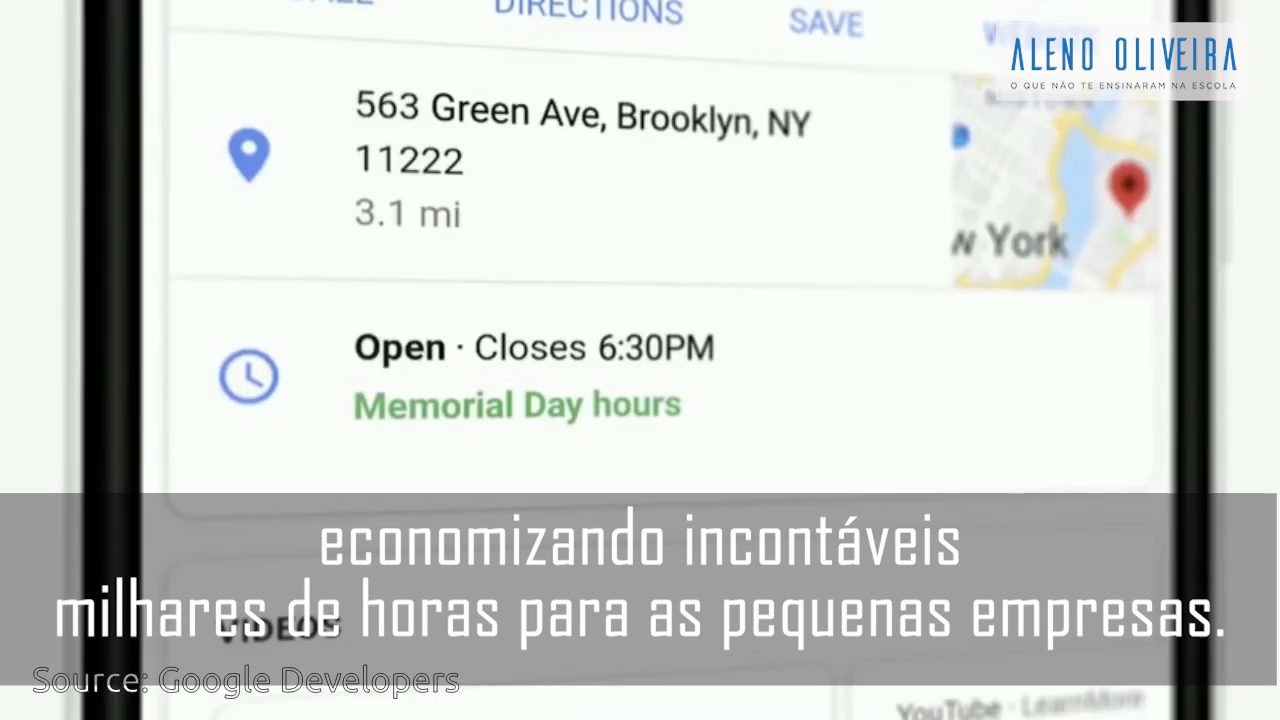 DIRECTIONS
SAVE
ALENO OLIVEIRA
O QUE NÃO TE ENSINARAM NA ESCOLA
563 Green Ave, Brooklyn, NY
11222
3.1 mi
w York
Open · Closes 6:30PM
Memorial Day hours
economizando incontáveis
milhares de horas para as pequenas empresas.
VIDEOS
Source: Google Developers
YouTube · LearnMore